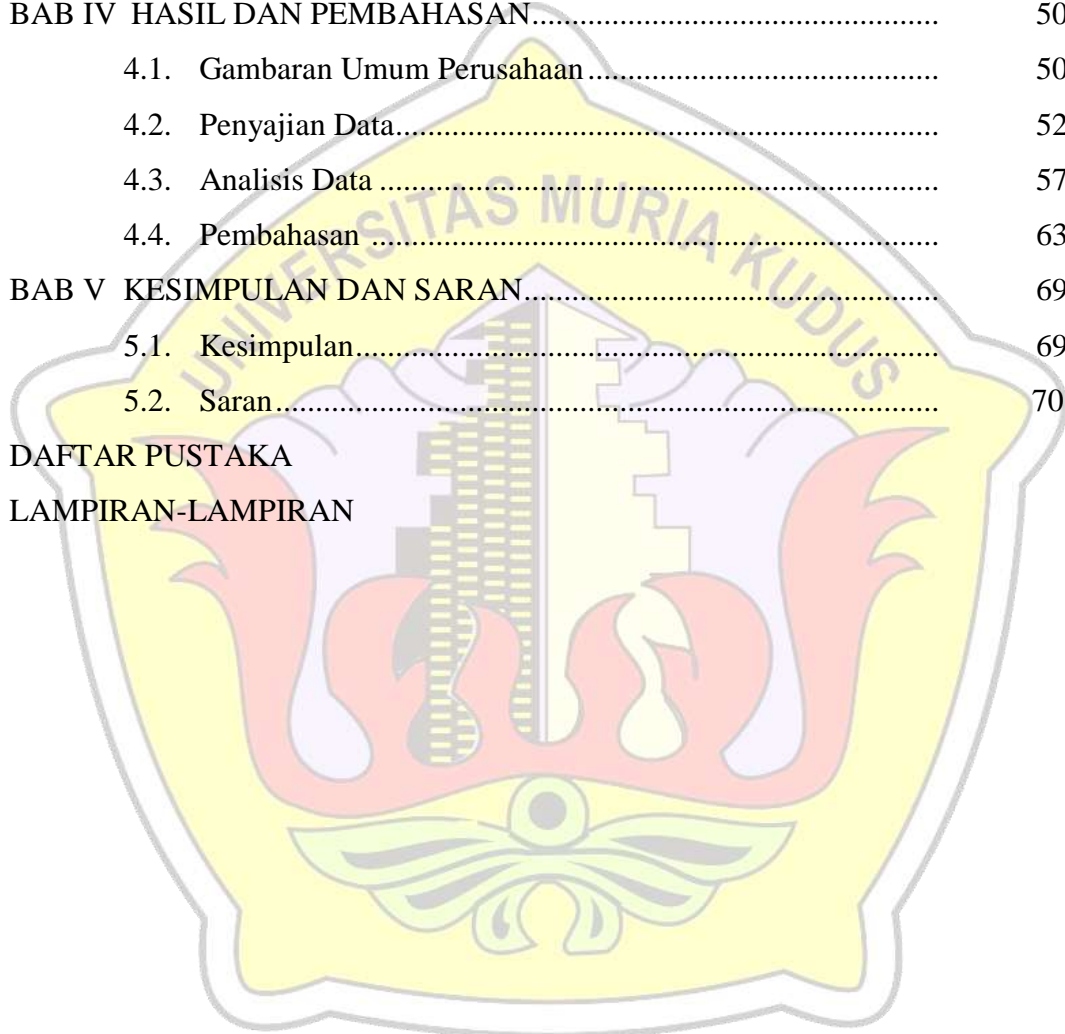 BAB IV HASIL DAN PEMBAHASAN.................................................. 50
4.1. Gambaran Umum Perusahaan........................................... 50
4.2. Penyajian Data.................................................................. 52
4.3. Analisis Data .................................................................... 57
4.4. Pembahasan ..................................................................... 63
BAB V KESIMPULAN DAN SARAN................................................... 69
5.1. Kesimpulan....................................................................... 69
5.2. Saran................................................................................. 70
DAFTAR PUSTAKA
LAMPIRAN-LAMPIRAN
UNIVERSITAS MURIA KUDUS